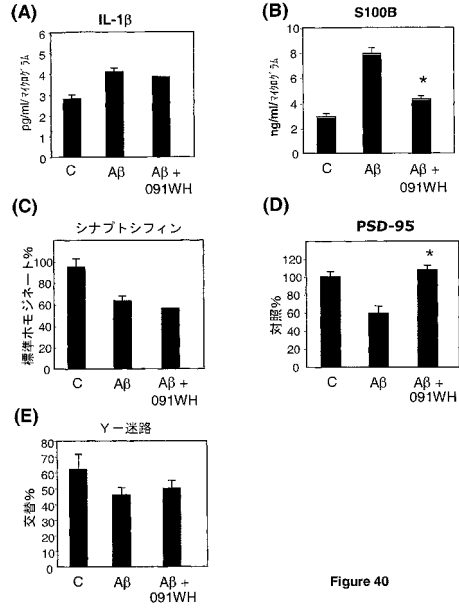 (A)
IL-1β
pg/ml/マイクログラム
6
5
4
3
2
1
0
C
Aβ
Aβ +
091WH
(B)
S100B
ng/ml/マイクログラム
10
8
6
4
2
0
*
C
Aβ
Aβ +
091WH
(C)
シナプトシフィン
標準ホモジネート%
100
80
60
40
20
0
C
Aβ
Aβ +
091WH
(D)
PSD-95
対照%
120
100
80
60
40
20
0
*
C
Aβ
Aβ +
091WH
(E)
Y－迷路
交替%
80
70
60
50
40
30
20
10
0
C
Aβ
Aβ +
091WH
Figure 40